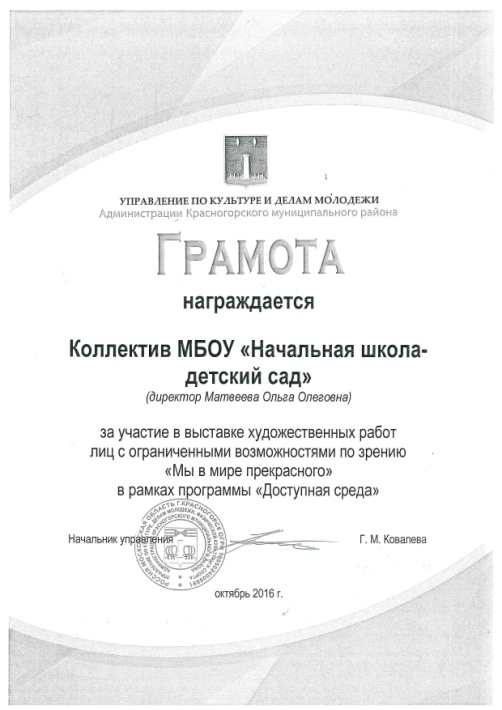 УПРАВЛЕНИЕ ПО КУЛЬТУРЕ И ДЕЛАМ МОЛОДЕЖИ
Администрации Красногорского муниципального района
ГРАМОТА
награждается
Коллектив МБОУ «Начальная школа-
детский сад»
(директор Матвеева Ольга Олеговна)
за участие в выставке художественных работ
лиц с ограниченными возможностями по зрению
«Мы в мире прекрасного»
в рамках программы «Доступная среда»
Начальник управления
Г. М. Ковалева
октябрь 2016 г.